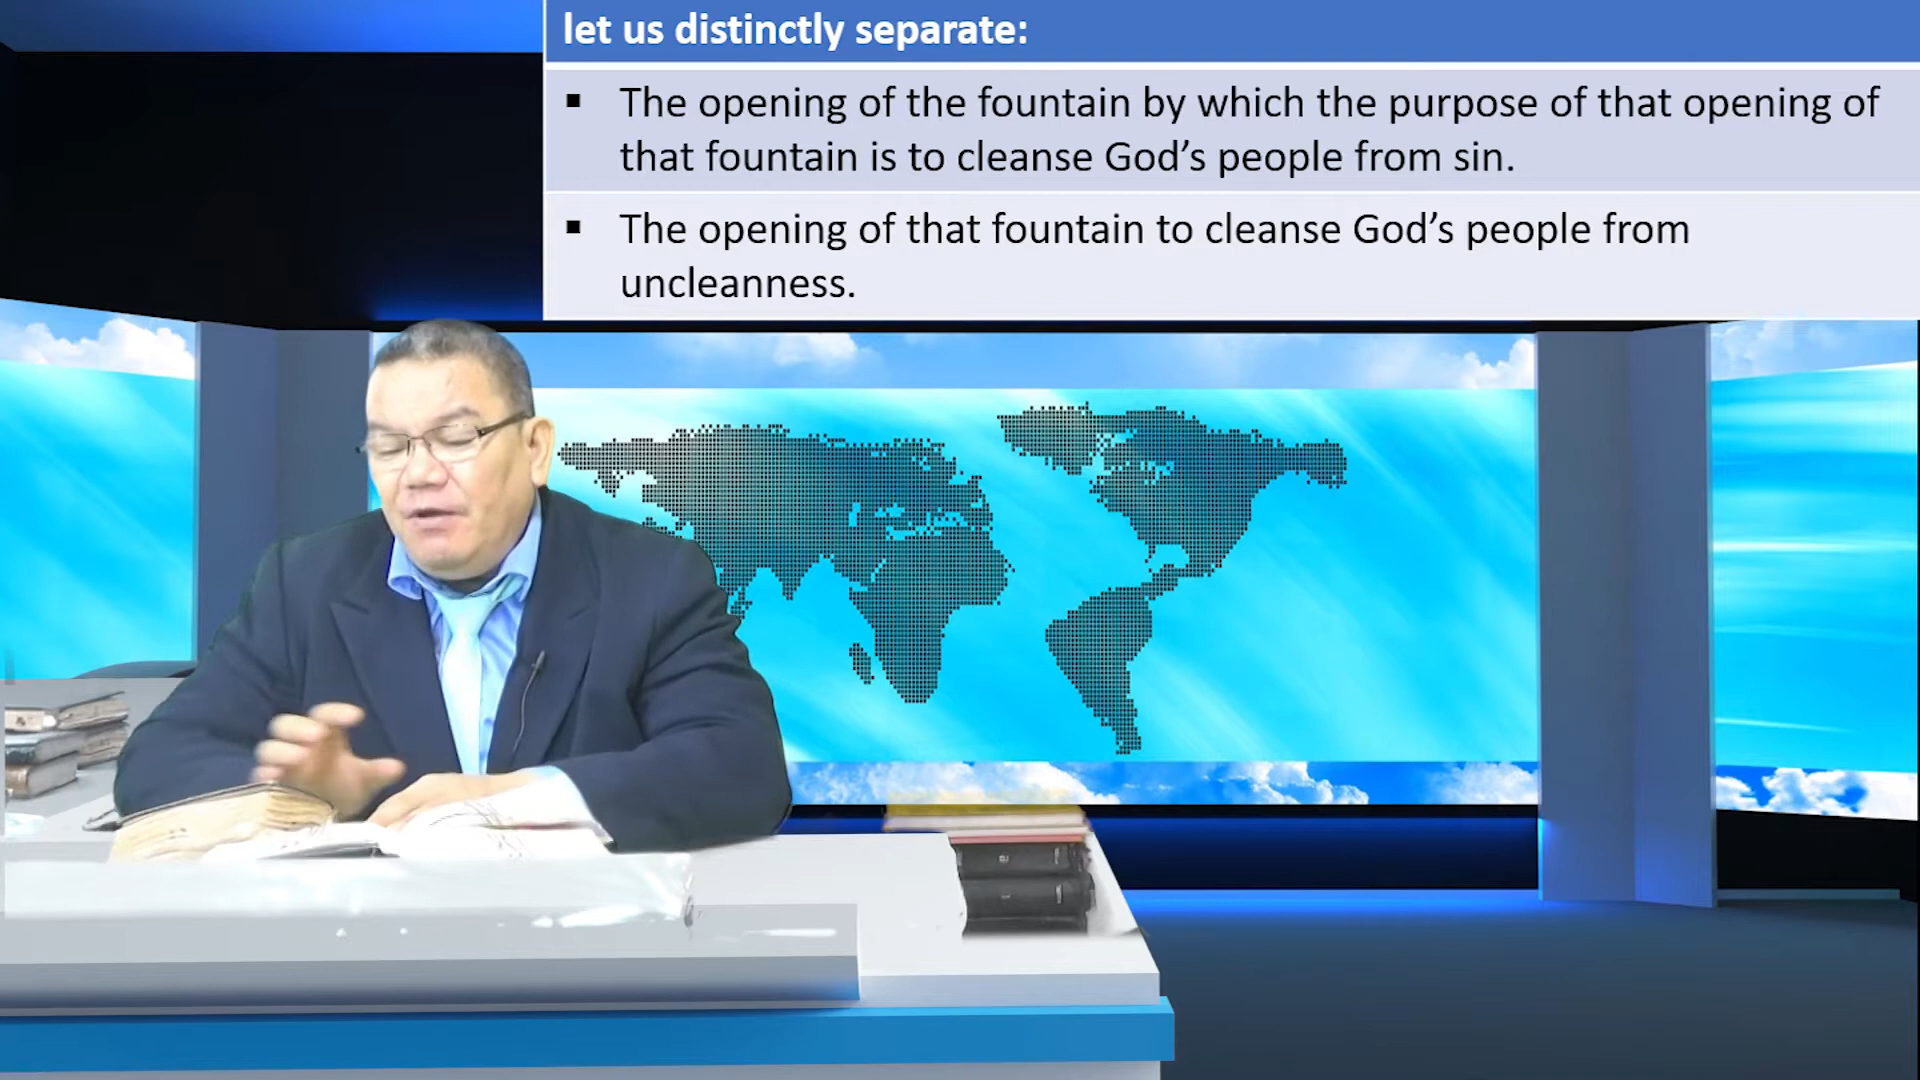 let us distinctly separate:
▪ The opening of the fountain by which the purpose of that opening of
that fountain is to cleanse God’s people from sin.
▪ The opening of that fountain to cleanse God’s people from
uncleanness.